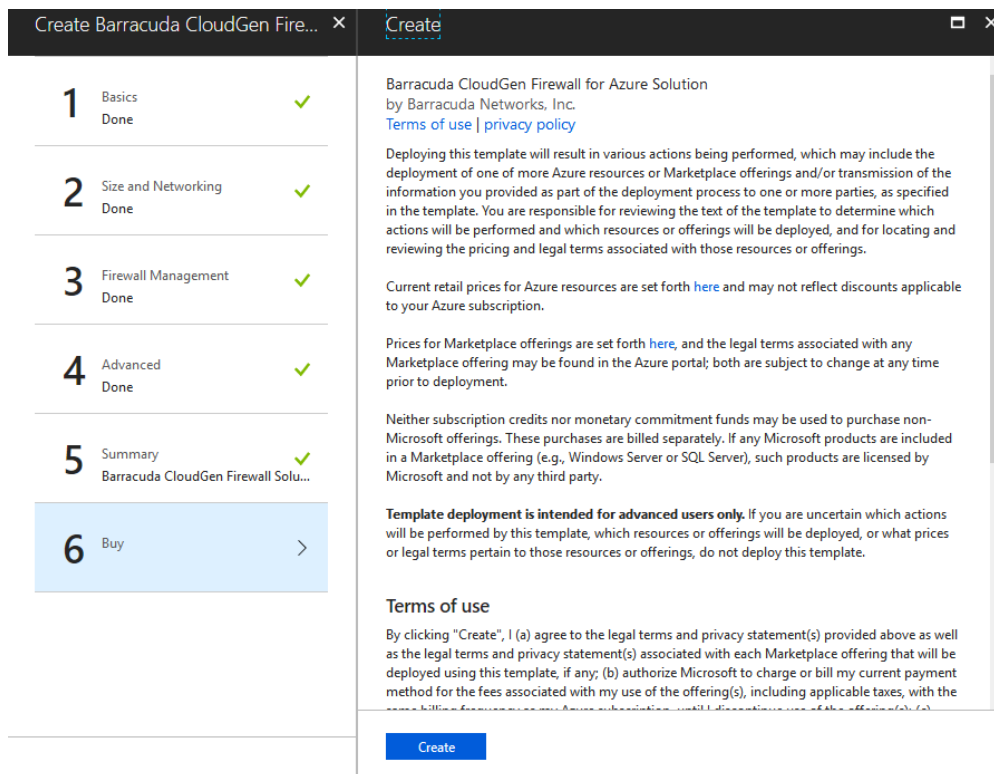 Create Barracuda CloudGen Fire...
1
Basics
Done
2
Size and Networking
Done
3
Firewall Management
Done
4
Advanced
Done
5
Summary
Barracuda CloudGen Firewall Solu...
6
Buy
Create
Barracuda CloudGen Firewall for Azure Solution
by Barracuda Networks, Inc.
Terms of use | privacy policy
Deploying this template will result in various actions being performed, which may include the
deployment of one of more Azure resources or Marketplace offerings and/or transmission of the
information you provided as part of the deployment process to one or more parties, as specified
in the template. You are responsible for reviewing the text of the template to determine which
actions will be performed and which resources or offerings will be deployed, and for locating and
reviewing the pricing and legal terms associated with those resources or offerings.
Current retail prices for Azure resources are set forth here and may not reflect discounts applicable
to your Azure subscription.
Prices for Marketplace offerings are set forth here, and the legal terms associated with any
Marketplace offering may be found in the Azure portal; both are subject to change at any time
prior to deployment.
Neither subscription credits nor monetary commitment funds may be used to purchase non-
Microsoft offerings. These purchases are billed separately. If any Microsoft products are included
in a Marketplace offering (e.g., Windows Server or SQL Server), such products are licensed by
Microsoft and not by any third party.
Template deployment is intended for advanced users only. If you are uncertain which actions
will be performed by this template, which resources or offerings will be deployed, or what prices
or legal terms pertain to those resources or offerings, do not deploy this template.
Terms of use
By clicking "Create", I (a) agree to the legal terms and privacy statement(s) provided above as well
as the legal terms and privacy statement(s) associated with each Marketplace offering that will be
deployed using this template, if any; (b) authorize Microsoft to charge or bill my current payment
method for the fees associated with my use of the offering(s), including applicable taxes, with the
same billing frequency as my Azure subscription, until I discontinue use of the offering(s); (c)
Create